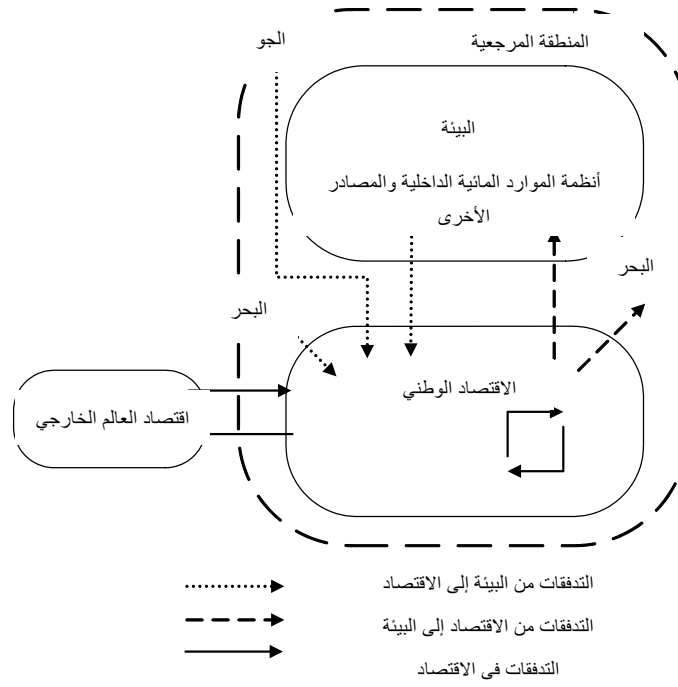 الجو
المنطقة المرجعية
البيئة
أنظمة الموارد المائية الداخلية والمصادر
الأخرى
البحر
البحر
الاقتصاد الوطني
اقتصاد العالم الخارجي
التدفقات من البيئة إلى الاقتصاد
التدفقات من الاقتصاد إلى البيئة
التدفقات في الاقتصاد